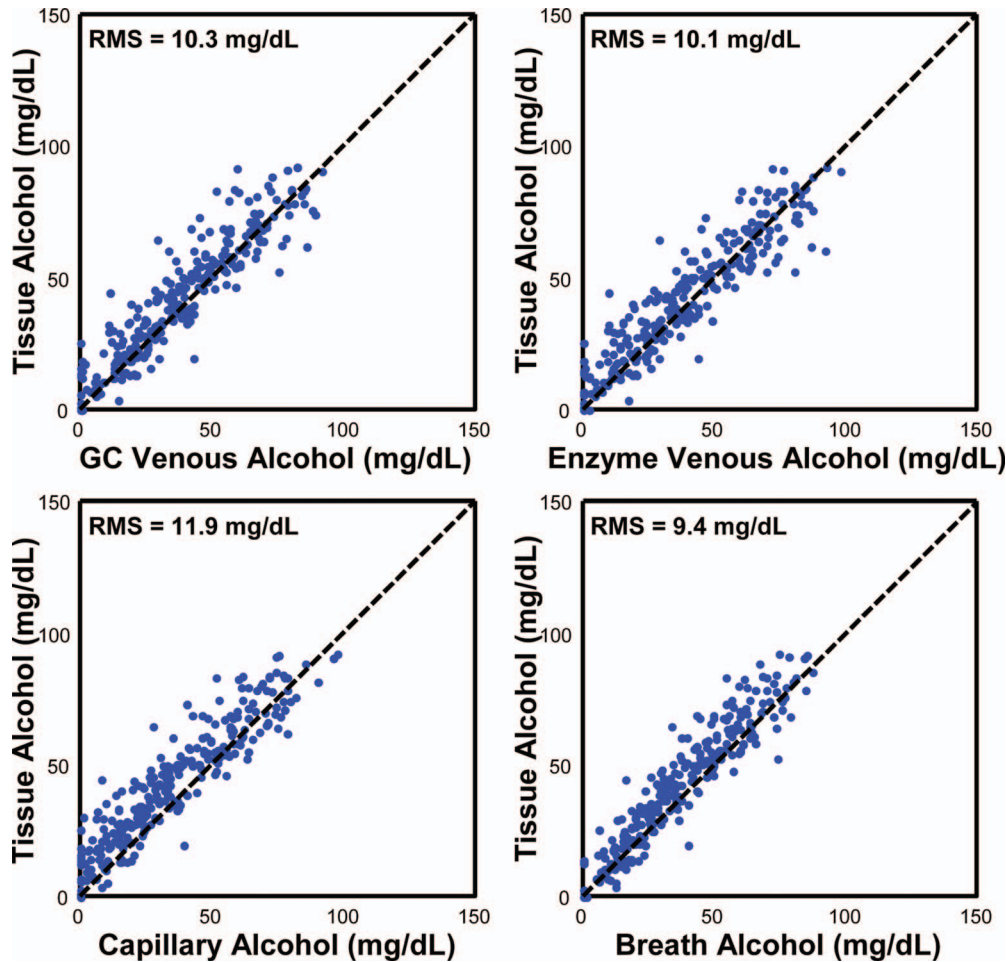 150
RMS = 10.3 mg/dL
Tissue Alcohol (mg/dL)
100
50
0
0 50 100 150
GC Venous Alcohol (mg/dL)
150
RMS = 10.1 mg/dL
Tissue Alcohol (mg/dL)
100
50
0
0 50 100 150
Enzyme Venous Alcohol (mg/dL)
150
RMS = 11.9 mg/dL
Tissue Alcohol (mg/dL)
100
50
0
0 50 100 150
Capillary Alcohol (mg/dL)
150
RMS = 9.4 mg/dL
Tissue Alcohol (mg/dL)
100
50
0
0 50 100 150
Breath Alcohol (mg/dL)